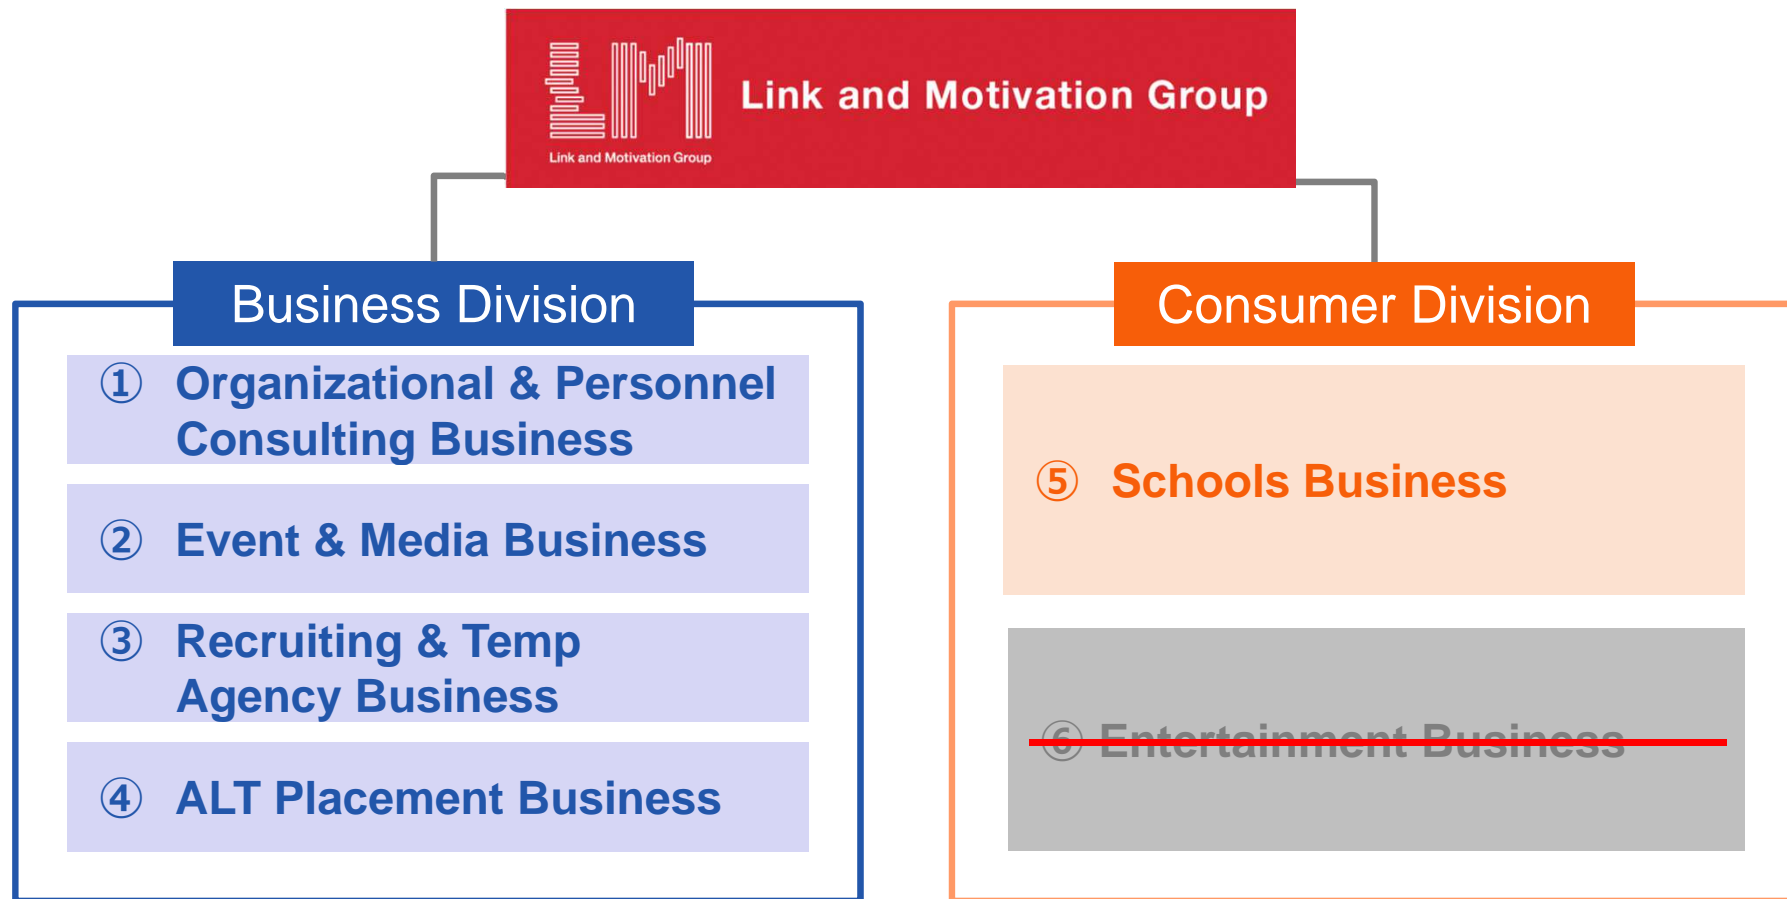 Link and Motivation Group
Link and Motivation Group
Business Division
① Organizational & Personnel
Consulting Business
② Event & Media Business
③ Recruiting & Temp
Agency Business
④ ALT Placement Business
Consumer Division
⑤ Schools Business
⑥ Entertainment Business